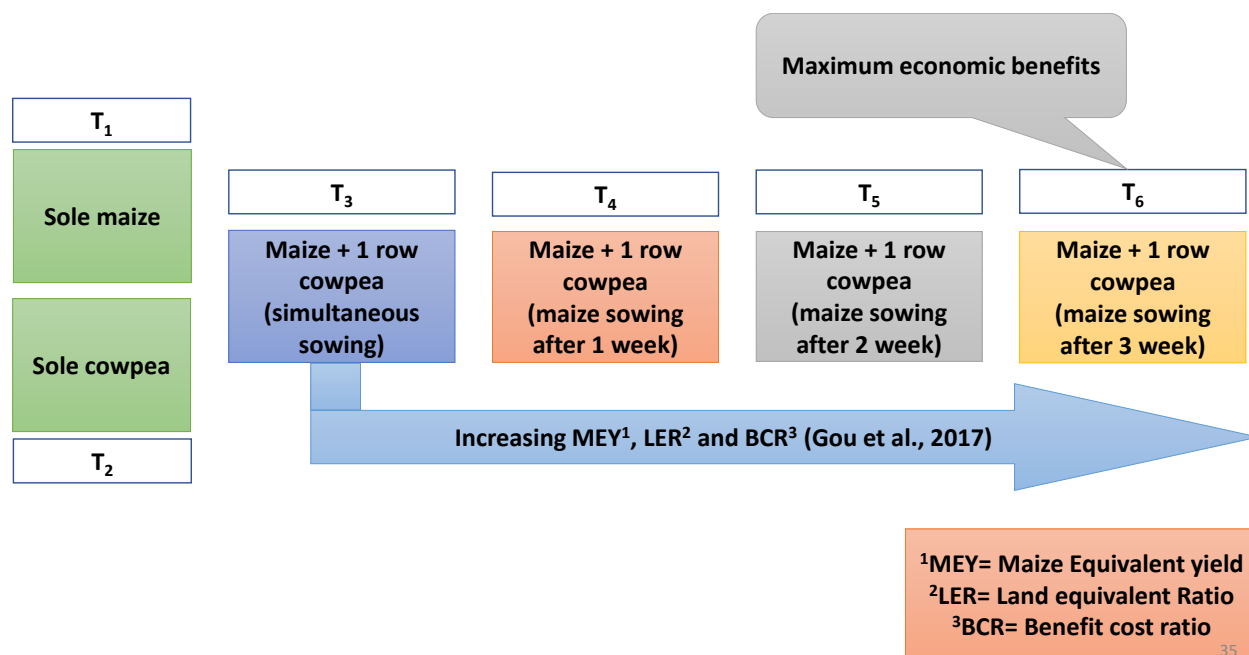 Maximum economic benefits
T₁
Sole maize
Sole cowpea
T₂
T₃
Maize + 1 row
cowpea
(simultaneous
sowing)
T₄
Maize + 1 row
cowpea
(maize sowing
after 1 week)
T₅
Maize + 1 row
cowpea
(maize sowing
after 2 week)
T₆
Maize + 1 row
cowpea
(maize sowing
after 3 week)
Increasing MEY¹, LER² and BCR³ (Gou et al., 2017)
¹MEY= Maize Equivalent yield
²LER= Land equivalent Ratio
³BCR= Benefit cost ratio
35